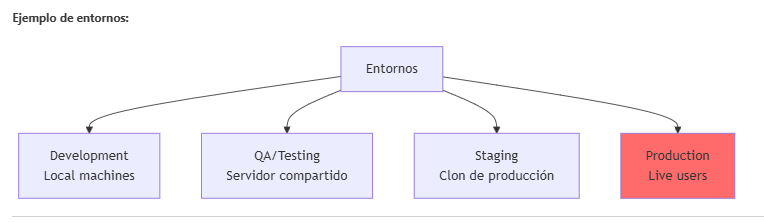 Ejemplo de entornos:
Entornos
Development
Local machines
QA/Testing
Servidor compartido
Staging
Clon de producción
Production
Live users